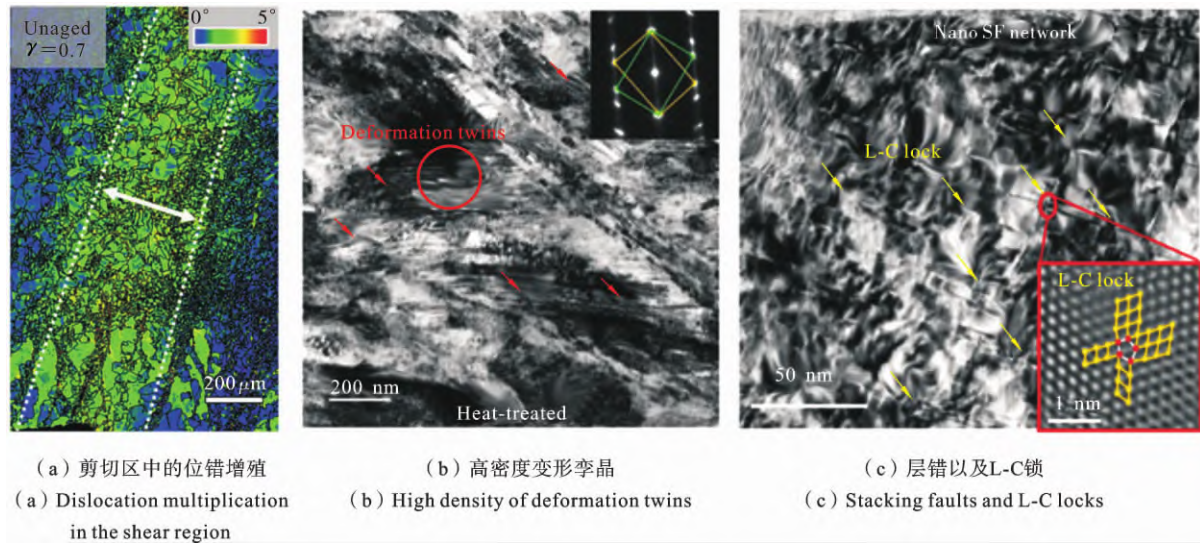 Unaged
γ=0.7
0°
5°
200μm
Deformation twins
200 nm
Heat-treated
Nano SF network
L-C lock
50 nm
L-C lock
1 nm
(a)剪切区中的位错增殖
(a) Dislocation multiplication
in the shear region
(b)高密度变形孪晶
(b) High density of deformation twins
(c)层错以及L-C锁
(c) Stacking faults and L-C locks